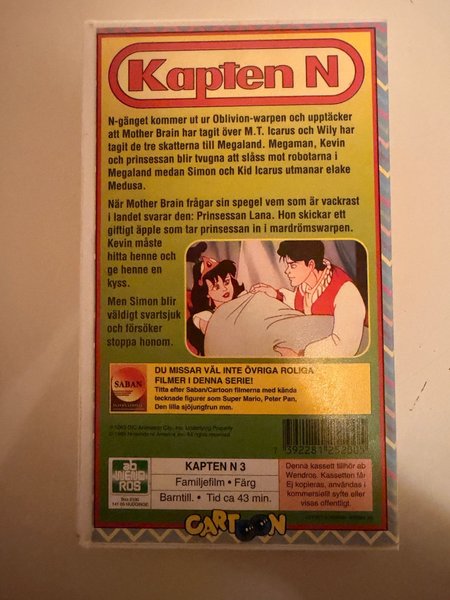 Kapten N
N-gänget kommer ut ur Oblivion-warpen och upptäcker
att Mother Brain har tagit över M.T. Icarus och Wily har
tagit de tre skatterna till Megaland. Megaman, Kevin
och prinsessan blir tvugna att slåss mot robotarna i
Megaland medan Simon och Kid Icarus utmanar elake
Medusa.
När Mother Brain frågar sin spegel vem som är vackrast
i landet svarar den: Prinsessan Lana. Hon skickar ett
giftigt äpple som tar prinsessan in i mardrömswarpen.
Kevin måste
hitta henne och
ge henne en
kyss.
Men Simon blir
väldigt svartsjuk
och försöker
stoppa honom.
SABAN
DU MISSAR VÄL INTE ÖVRIGA ROLIGA
FILMER I DENNA SERIE!
Titta efter Saban/Cartoon filmerna med kända
tecknade figurer som Super Mario, Peter Pan,
Den lilla sjöjungfrun mm.
ab
WEND
ROS
KAPTEN N 3
Familjefilm • Färg
Barntill. • Tid ca 43 min.
Denna kassett tillhör ab
Wendros. Kassetten får
Ej kopieras, användas i
kommersiellt syfte eller
visas offentligt.
CARTOON